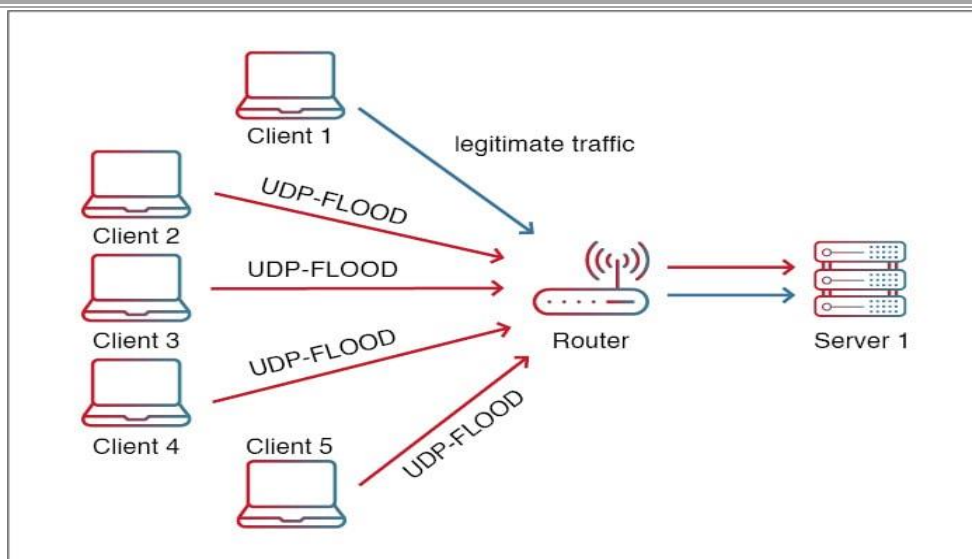 Client 1
legitimate traffic
UDP-FLOOD
Client 2
UDP-FLOOD
Client 3
Router
Server 1
UDP-FLOOD
Client 4
Client 5
UDP-FLOOD